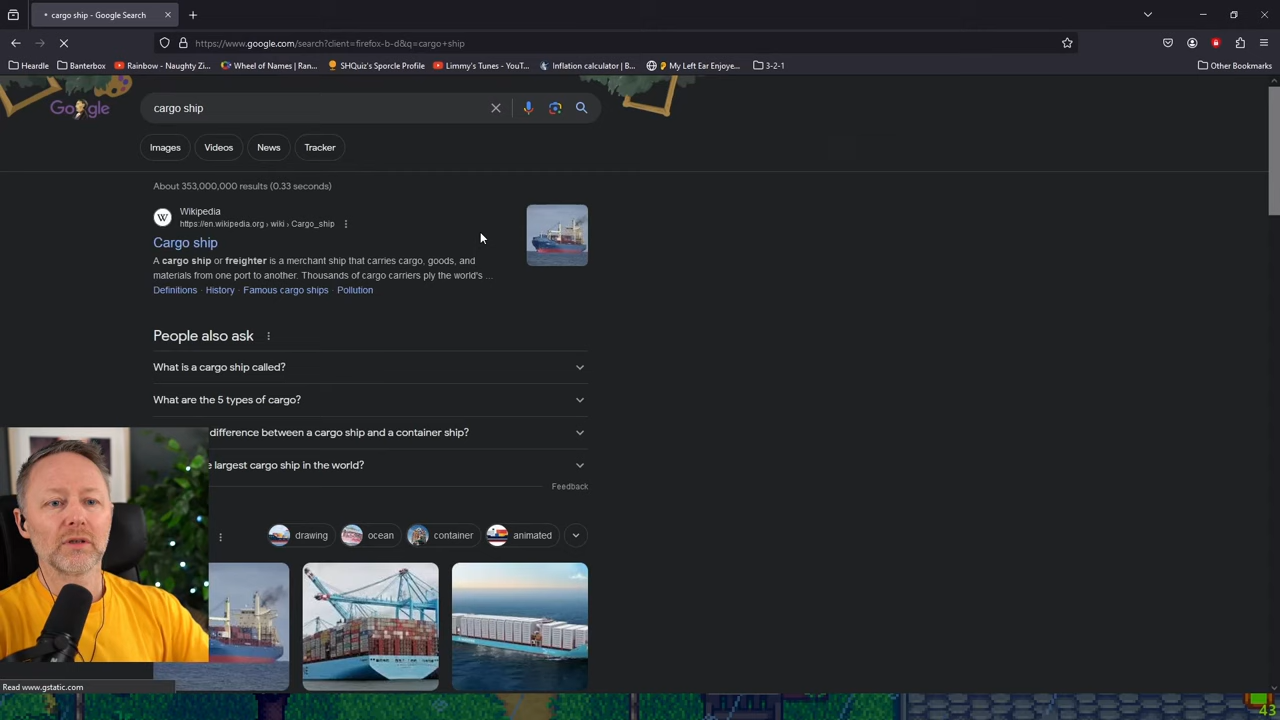 cargo ship - Google Search
https://www.google.com/search?client=firefox-b-d&q=cargo+ship
Heardle Banterbox Rainbow - Naughty Zi... Wheel of Names | Ran... SHQuiz's Sporcle Profile Limmy's Tunes - YouT... Inflation calculator | B... My Left Ear Enjoye... 3-2-1 Other Bookmarks
Google cargo ship
Images Videos News Tracker
About 353,000,000 results (0.33 seconds)
W Wikipedia
https://en.wikipedia.org › wiki › Cargo_ship
Cargo ship
A cargo ship or freighter is a merchant ship that carries cargo, goods, and
materials from one port to another. Thousands of cargo carriers ply the world's ...
Definitions · History · Famous cargo ships · Pollution
People also ask
What is a cargo ship called?
What are the 5 types of cargo?
difference between a cargo ship and a container ship?
largest cargo ship in the world?
Feedback
drawing ocean container animated
Read www.gstatic.com
43